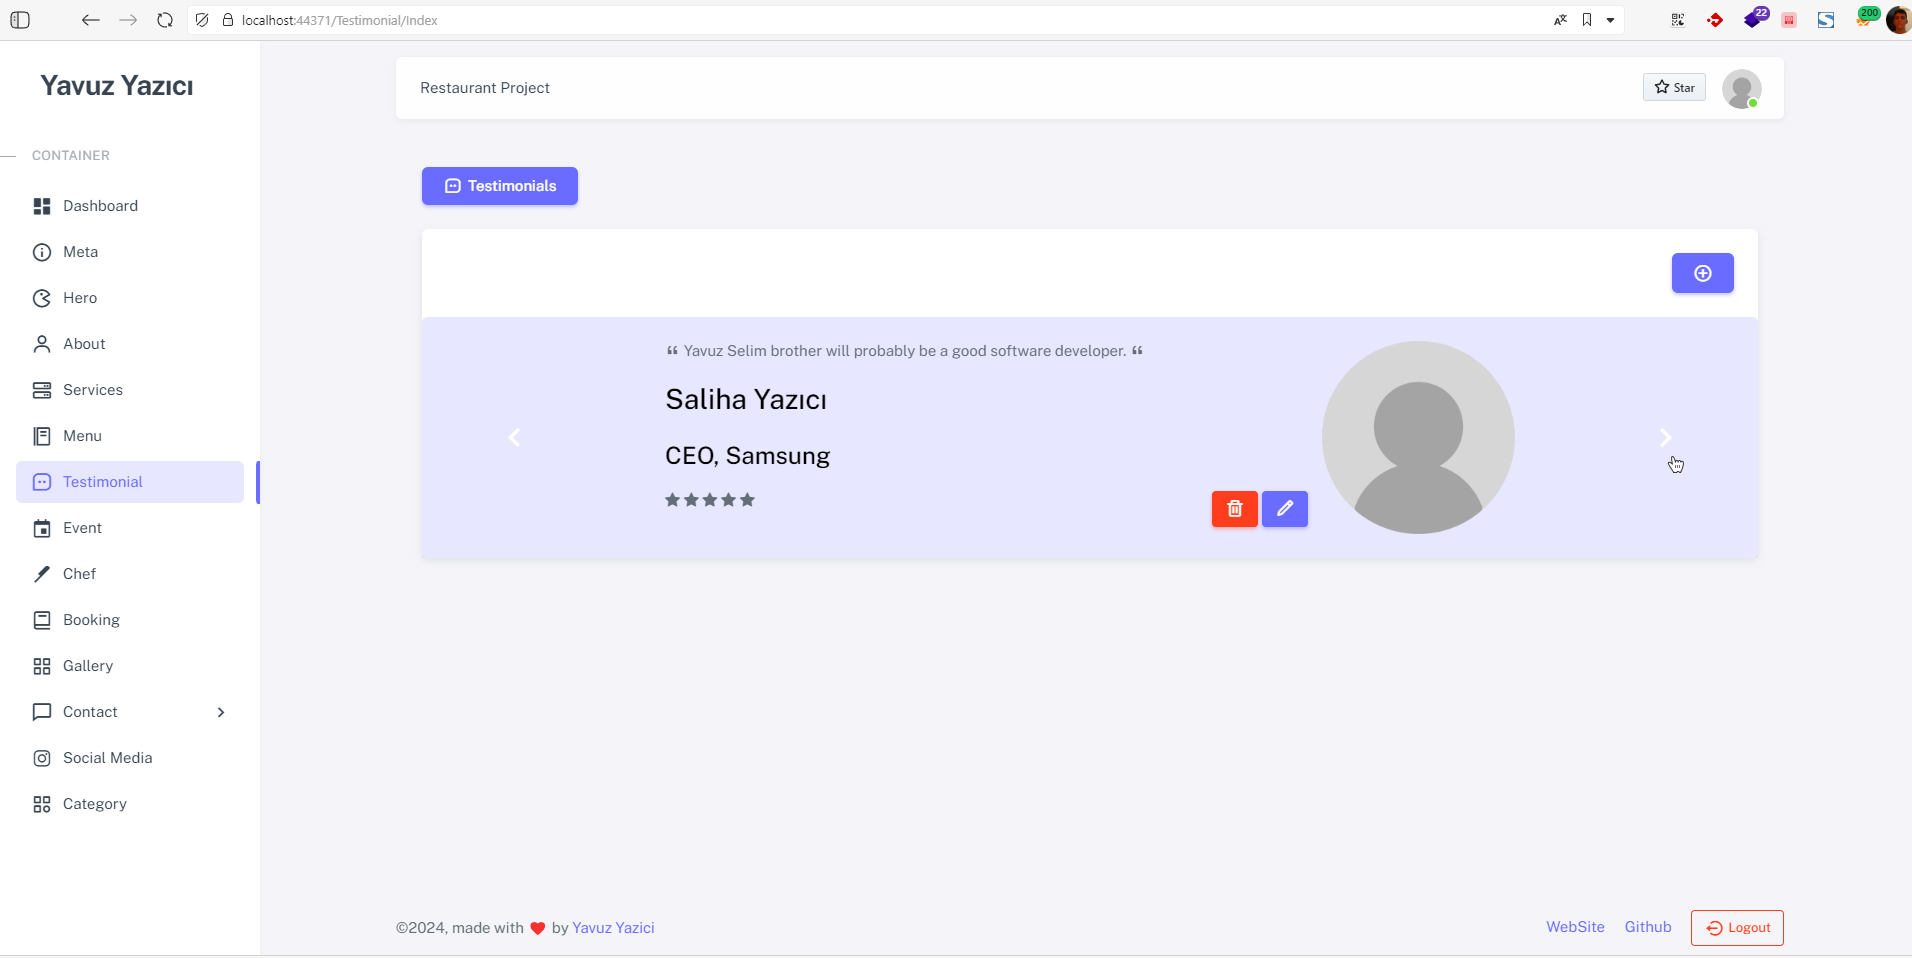 localhost:44371/Testimonial/Index
22
200
Yavuz Yazıcı
CONTAINER
Dashboard
Meta
Hero
About
Services
Menu
Testimonial
Event
Chef
Booking
Gallery
Contact
Social Media
Category
Restaurant Project
Star
Testimonials
“ Yavuz Selim brother will probably be a good software developer. “
Saliha Yazıcı
CEO, Samsung
©2024, made with ❤ by Yavuz Yazici
WebSite
Github
Logout